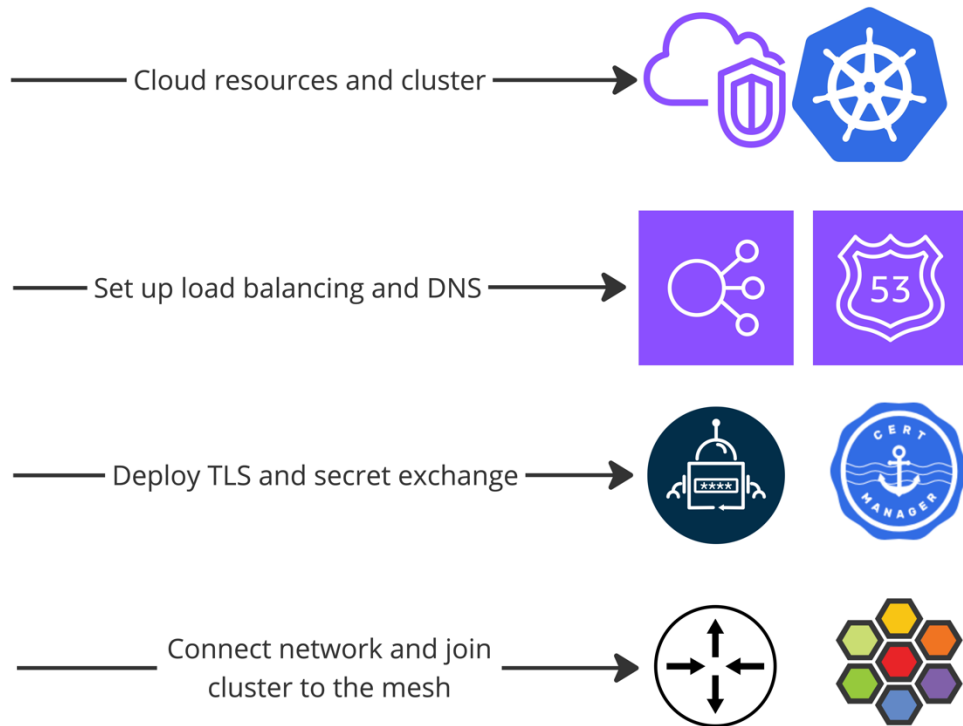 Cloud resources and cluster
Set up load balancing and DNS
53
Deploy TLS and secret exchange
****
CERT
MANAGER
Connect network and join
cluster to the mesh